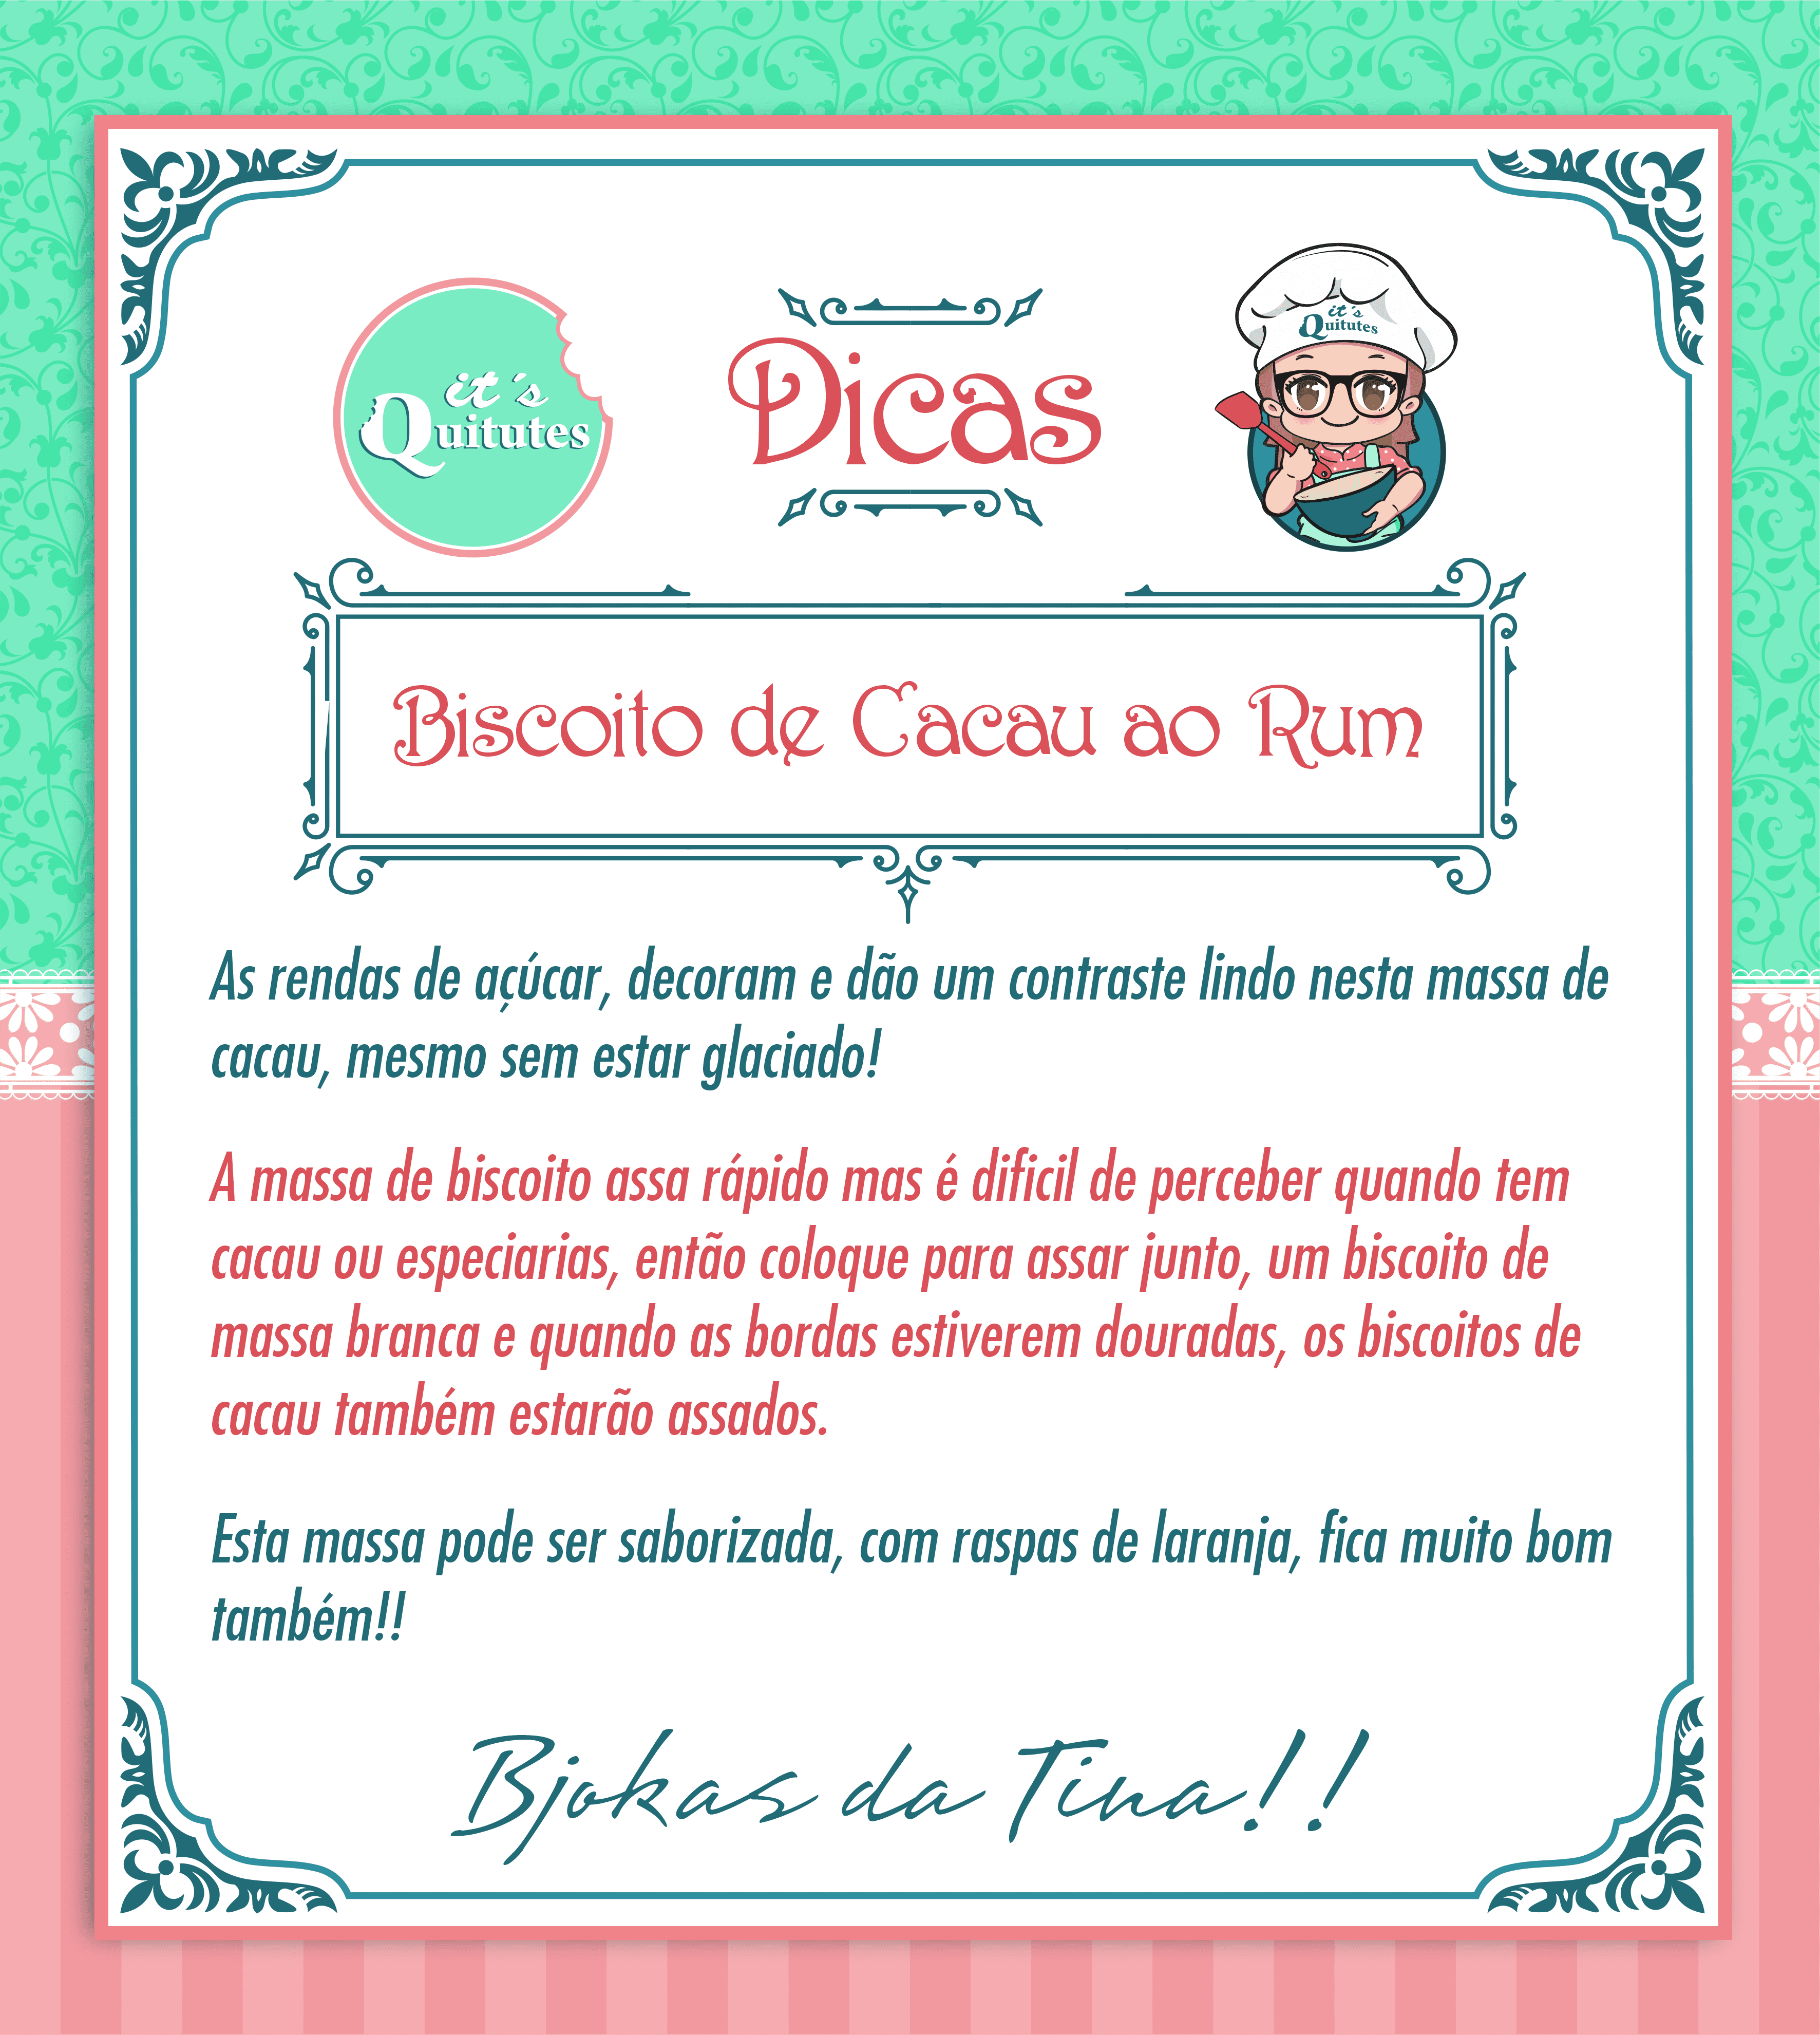 it´s
Quitutes
Dicas
it´s
Quitutes
Biscoito de Cacau ao Rum
As rendas de açúcar, decoram e dão um contraste lindo nesta massa de
cacau, mesmo sem estar glaciado!
A massa de biscoito assa rápido mas é dificil de perceber quando tem
cacau ou especiarias, então coloque para assar junto, um biscoito de
massa branca e quando as bordas estiverem douradas, os biscoitos de
cacau também estarão assados.
Esta massa pode ser saborizada, com raspas de laranja, fica muito bom
também!!
Bjokas da Tina!!